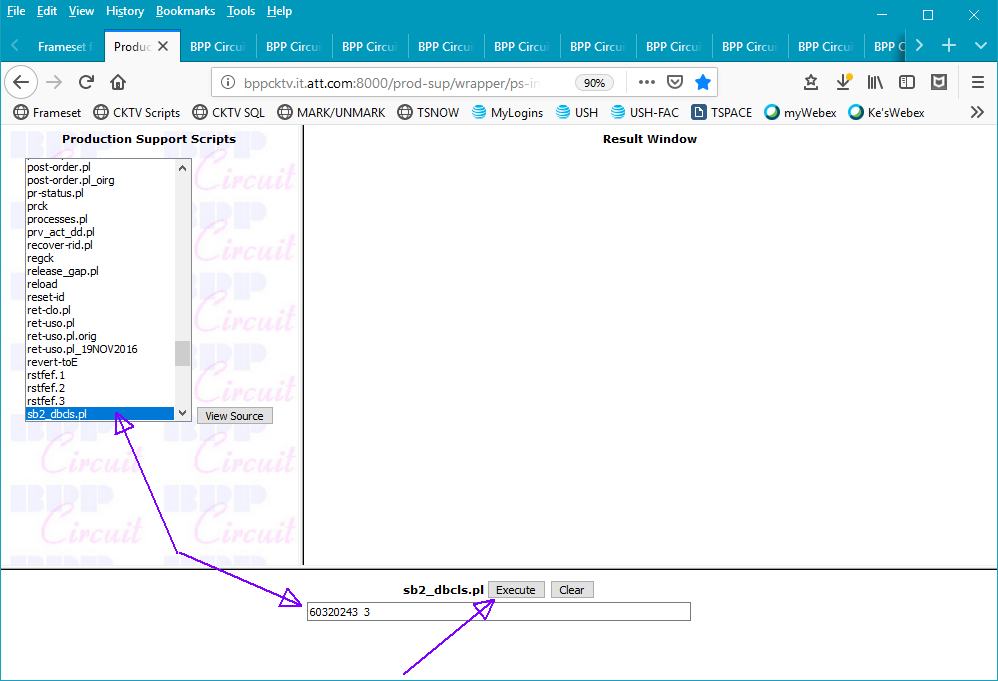 File Edit View History Bookmarks Tools Help
Frameset Produc BPP Circui BPP Circui BPP Circui BPP Circui BPP Circui BPP Circui BPP Circui BPP Circui BPP Circui BPP C
bppcktv.it.att.com:8000/prod-sup/wrapper/ps-in 90%
Frameset CKTV Scripts CKTV SQL MARK/UNMARK TSNOW MyLogins USH USH-FAC TSPACE myWebex Ke'sWebex
Production Support Scripts Result Window
post-order.pl
post-order.pl_oirg
pr-status.pl
prck
processes.pl
prv_act_dd.pl
recover-rid.pl
regck
release_gap.pl
reload
reset-id
ret-clo.pl
ret-uso.pl
ret-uso.pl.orig
ret-uso.pl_19NOV2016
revert-toE
rstfef.1
rstfef.2
rstfef.3
sb2_dbcls.pl
View Source
BPP Circuit
sb2_dbcls.pl Execute Clear
60320243 3